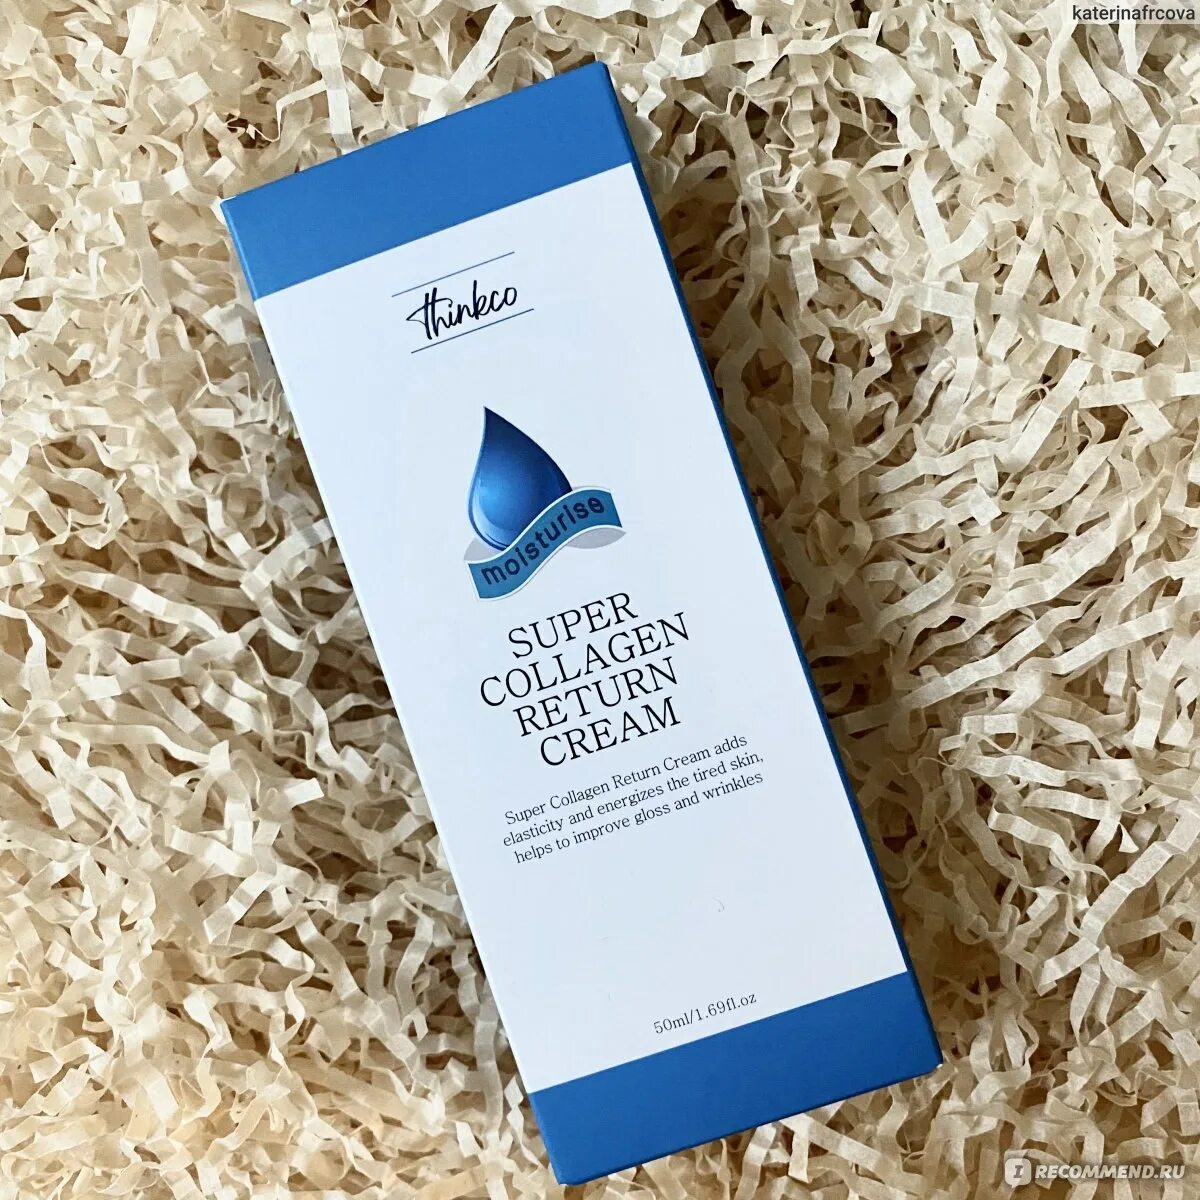 katerinafrcova
thinkco
moisturise
SUPER
COLLAGEN
RETURN
CREAM
Super Collagen Return Cream adds
elasticity and energizes the tired skin,
helps to improve gloss and wrinkles
50ml/1.69fl.oz
I RECOMMEND.RU